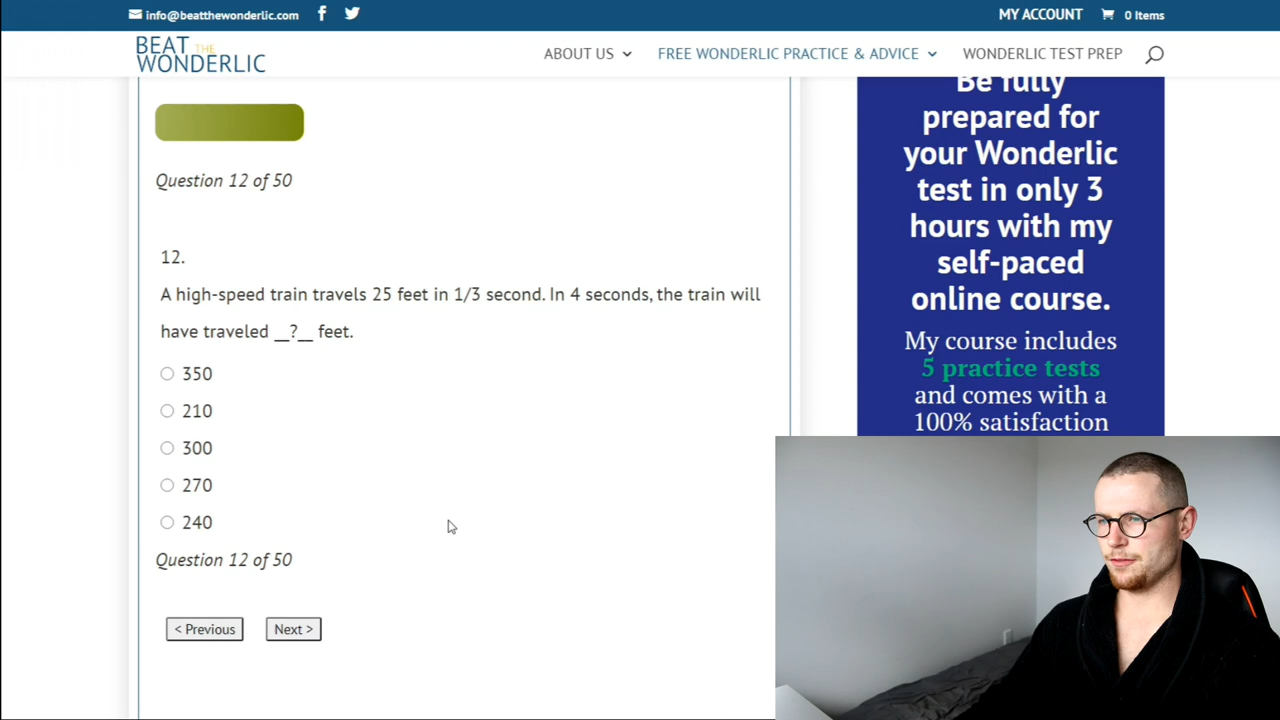 info@beatthewonderlic.com
MY ACCOUNT
0 Items
BEAT THE
WONDERLIC
ABOUT US
FREE WONDERLIC PRACTICE & ADVICE
WONDERLIC TEST PREP
Question 12 of 50
12.
A high-speed train travels 25 feet in 1/3 second. In 4 seconds, the train will
have traveled __?__ feet.
350
210
300
270
240
Question 12 of 50
< Previous
Next >
Be fully
prepared for
your Wonderlic
test in only 3
hours with my
self-paced
online course.
My course includes
5 practice tests
and comes with a
100% satisfaction